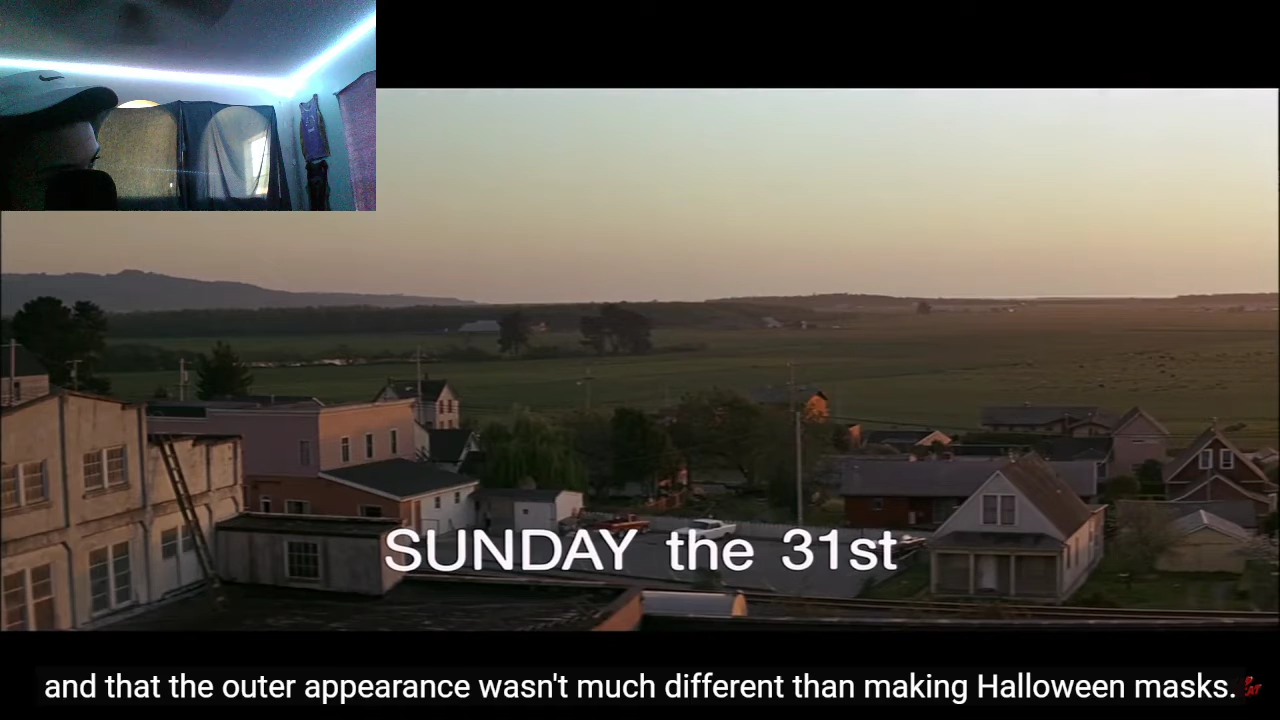 SUNDAY the 31st
and that the outer appearance wasn't much different than making Halloween masks.